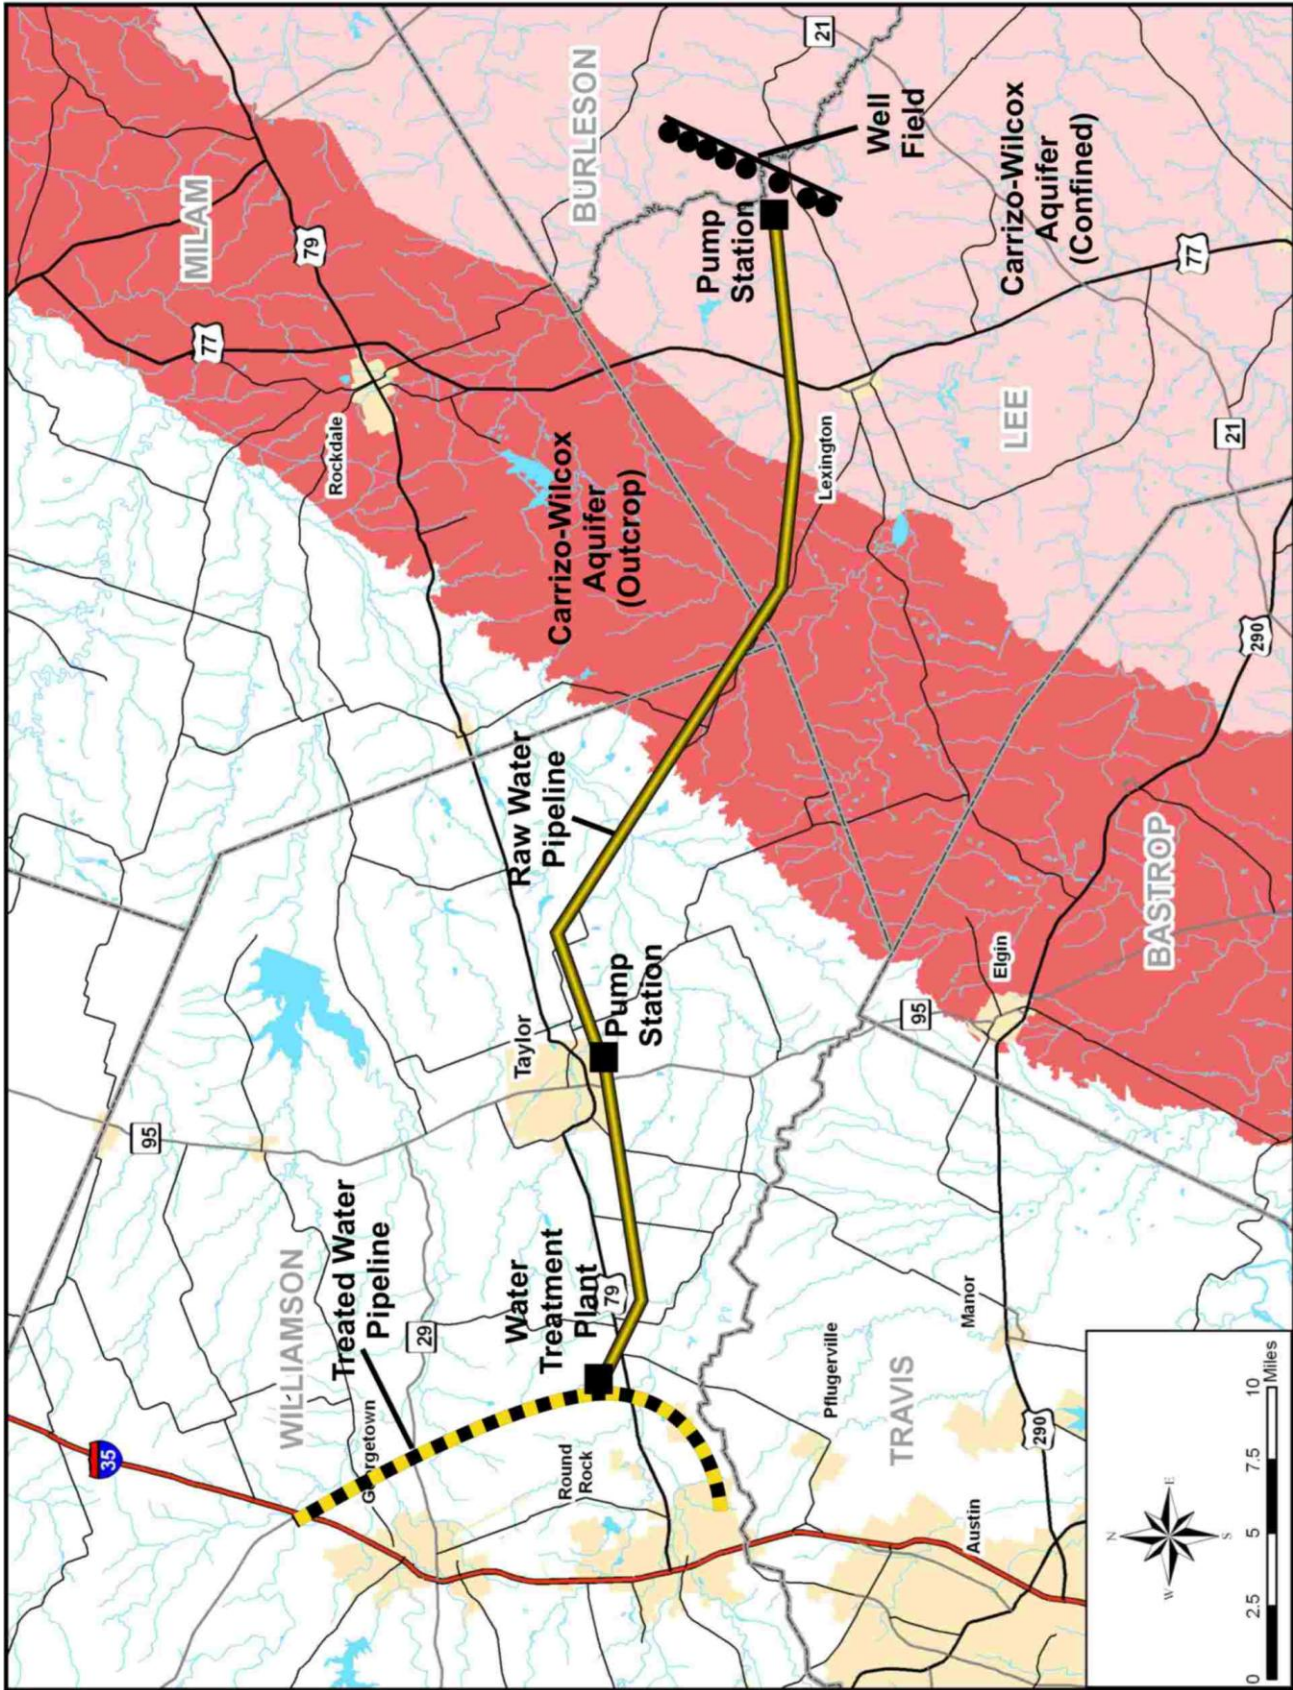 35
WILLIAMSON
Treated Water
Pipeline
Georgetown
29
95
Water
Treatment
Plant
79
Round
Rock
Taylor
Pump
Station
Raw Water
Pipeline
Rockdale
77
79
MILAM
Carrizo-Wilcox
Aquifer
(Outcrop)
BURLESON
Pump
Station
Well
Field
21
Carrizo-Wilcox
Aquifer
(Confined)
77
Lexington
LEE
21
290
BASTROP
Elgin
95
Manor
Pflugerville
TRAVIS
290
Austin
N
W
E
S
0 2.5 5 7.5 10
Miles